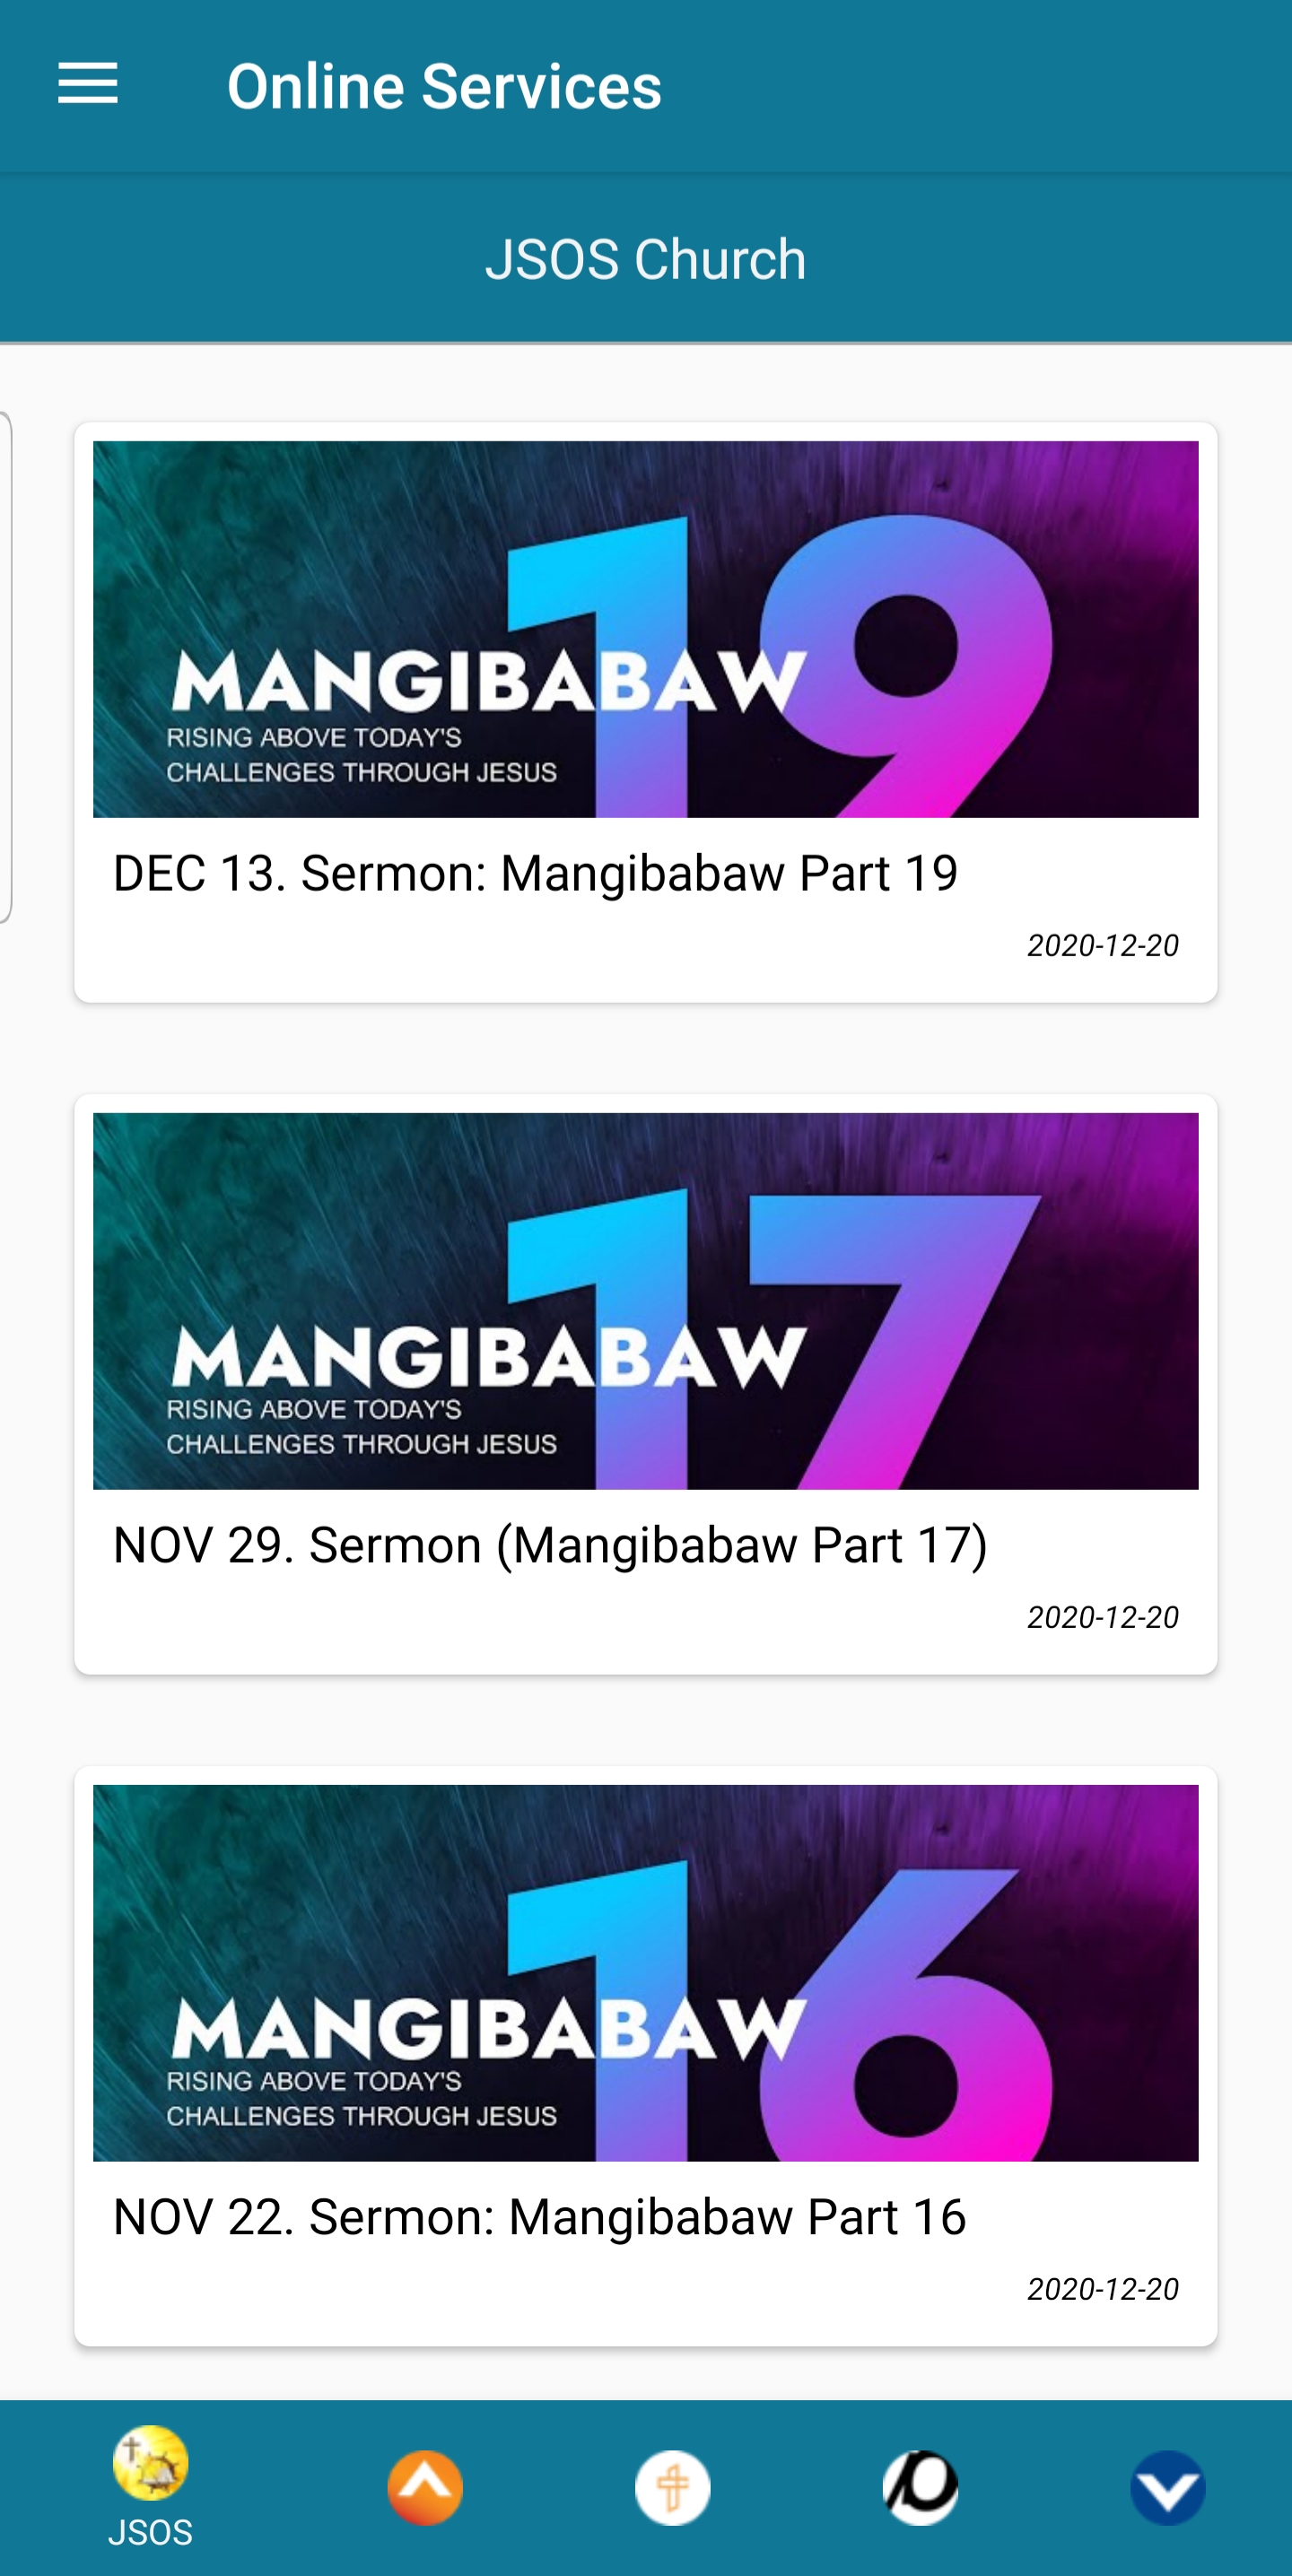 Online Services
JSOS Church
19
MANGIBABAW
RISING ABOVE TODAY'S
CHALLENGES THROUGH JESUS
DEC 13. Sermon: Mangibabaw Part 19
2020-12-20
17
MANGIBABAW
RISING ABOVE TODAY'S
CHALLENGES THROUGH JESUS
NOV 29. Sermon (Mangibabaw Part 17)
2020-12-20
16
MANGIBABAW
RISING ABOVE TODAY'S
CHALLENGES THROUGH JESUS
NOV 22. Sermon: Mangibabaw Part 16
2020-12-20
JSOS